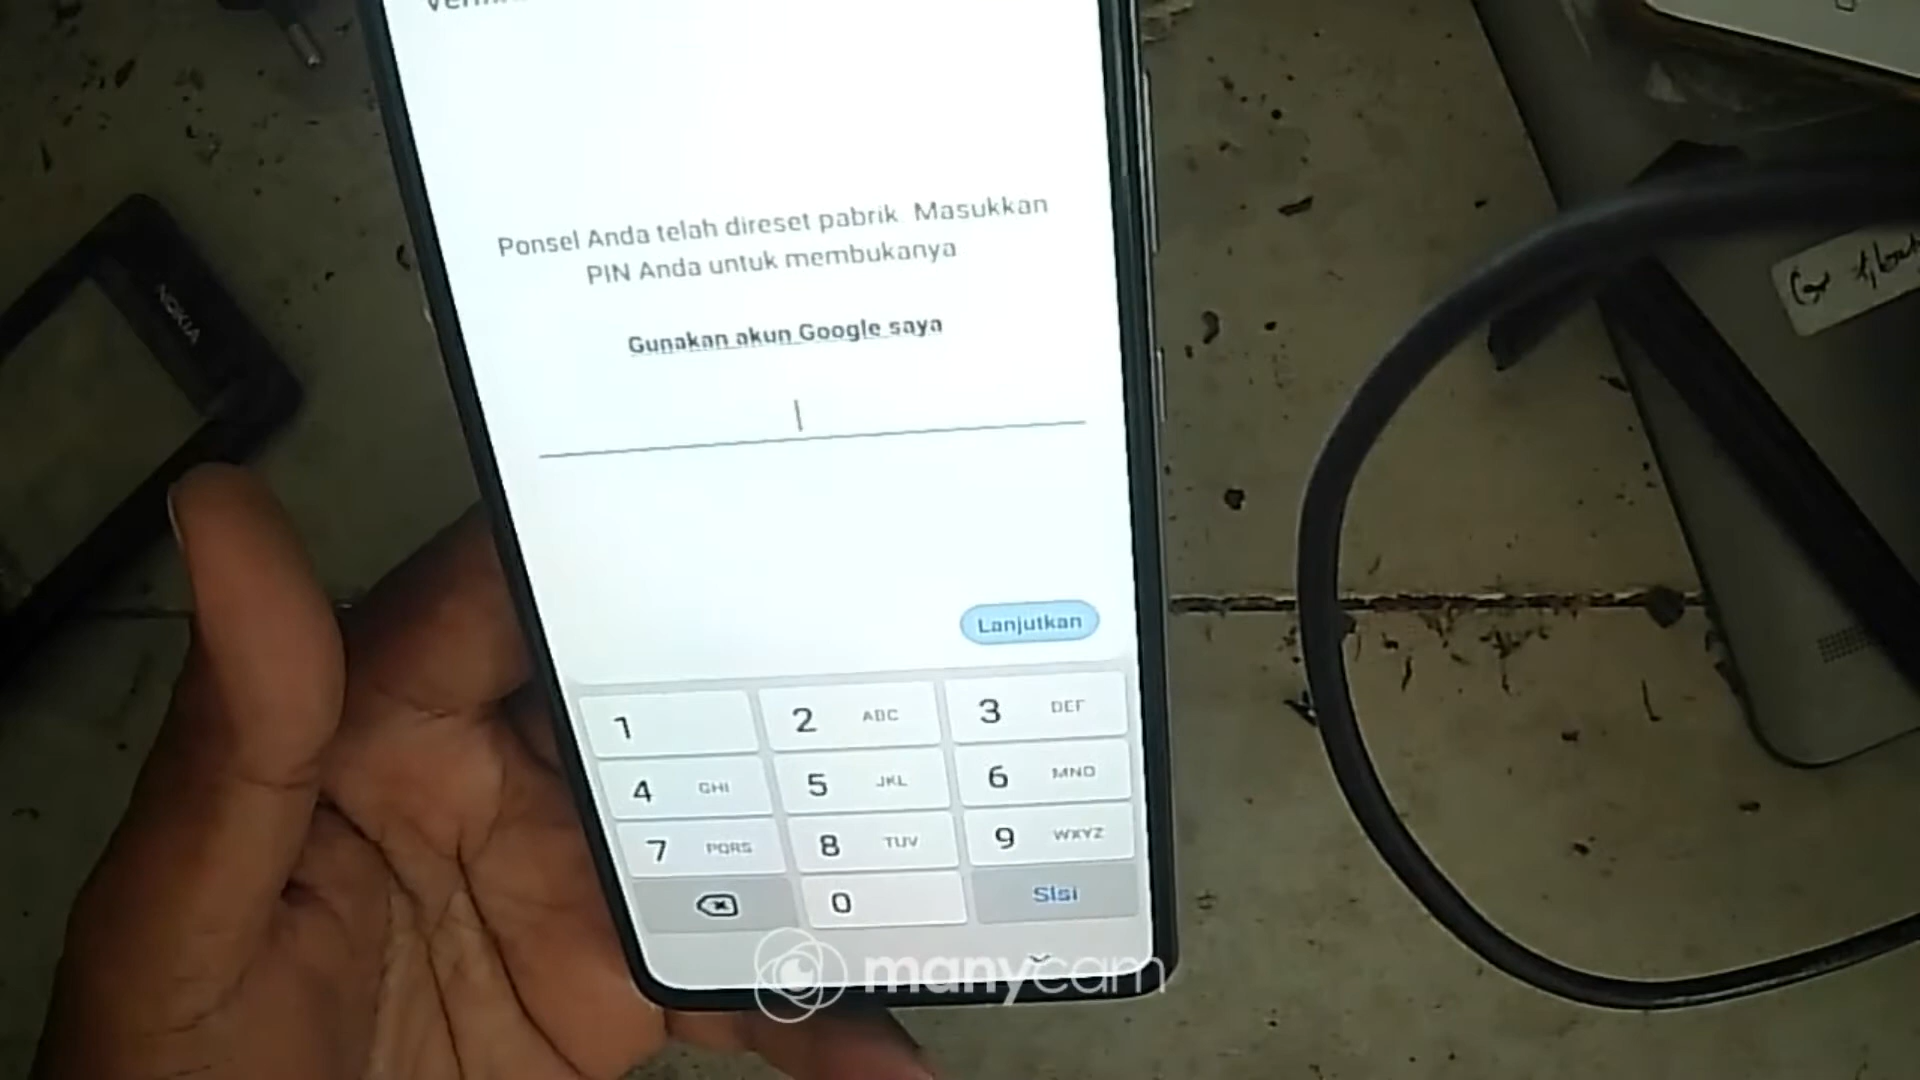 Ponsel Anda telah direset pabrik. Masukkan
PIN Anda untuk membukanya
Gunakan akun Google saya
Lanjutkan
1
2 ABC
3 DEF
4 GHI
5 JKL
6 MNO
7 PQRS
8 TUV
9 WXYZ
0
SIsi
NOKIA
manycam